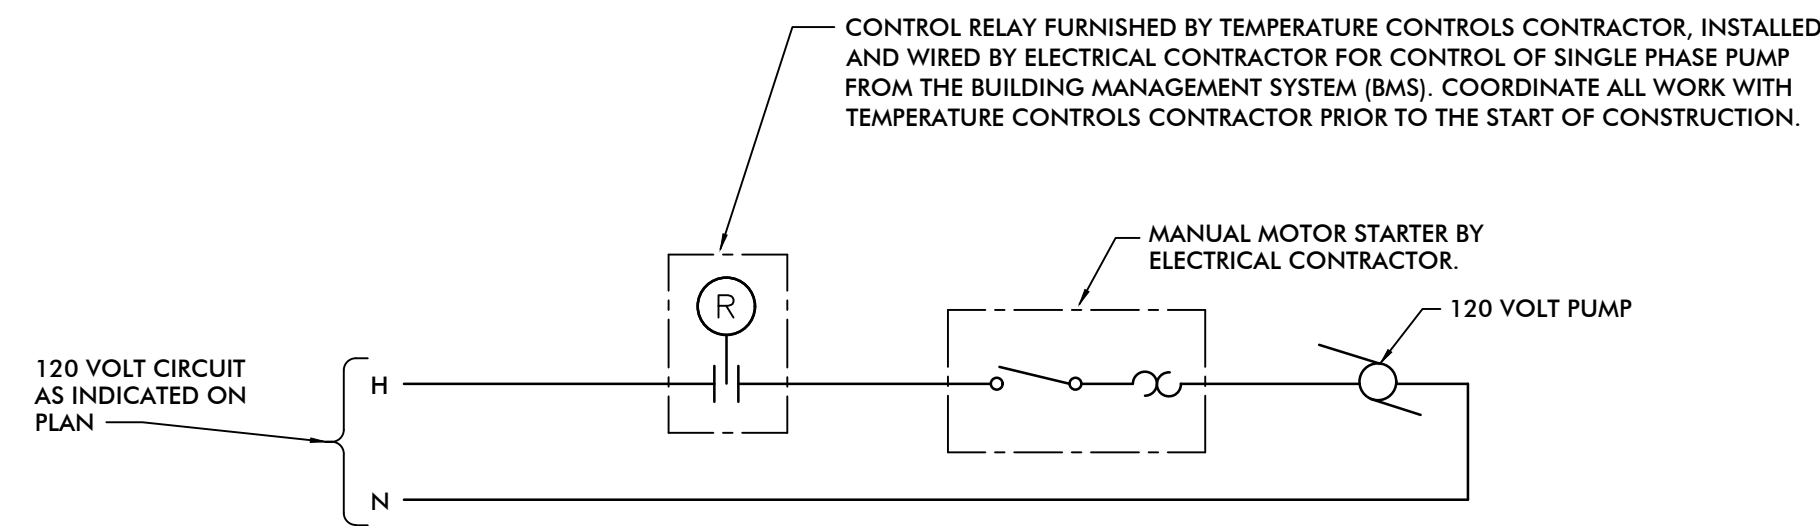 CONTROL RELAY FURNISHED BY TEMPERATURE CONTROLS CONTRACTOR, INSTALLED
AND WIRED BY ELECTRICAL CONTRACTOR FOR CONTROL OF SINGLE PHASE PUMP
FROM THE BUILDING MANAGEMENT SYSTEM (BMS). COORDINATE ALL WORK WITH
TEMPERATURE CONTROLS CONTRACTOR PRIOR TO THE START OF CONSTRUCTION.
MANUAL MOTOR STARTER BY
ELECTRICAL CONTRACTOR.
120 VOLT PUMP
R
120 VOLT CIRCUIT
AS INDICATED ON
PLAN
H
N